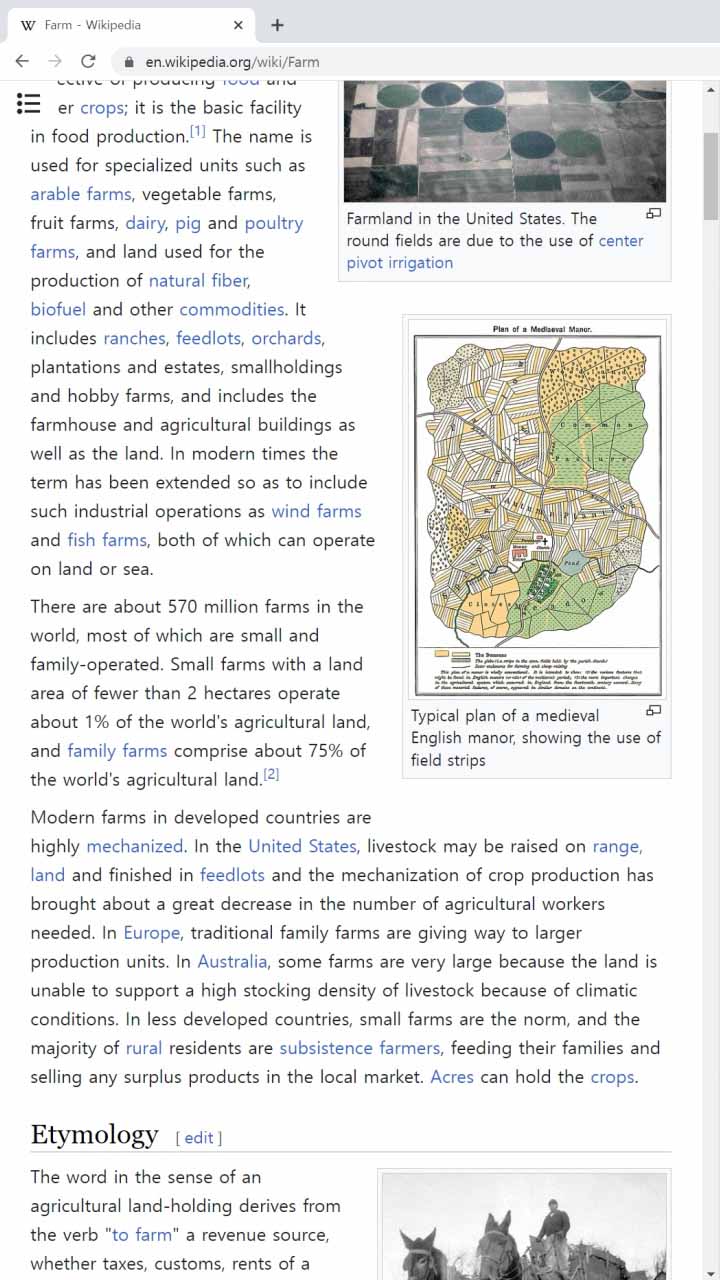 Farm - Wikipedia
en.wikipedia.org/wiki/Farm
er crops; it is the basic facility
in food production.[1] The name is
used for specialized units such as
arable farms, vegetable farms,
fruit farms, dairy, pig and poultry
farms, and land used for the
production of natural fiber,
biofuel and other commodities. It
includes ranches, feedlots, orchards,
plantations and estates, smallholdings
and hobby farms, and includes the
farmhouse and agricultural buildings as
well as the land. In modern times the
term has been extended so as to include
such industrial operations as wind farms
and fish farms, both of which can operate
on land or sea.
Farmland in the United States. The
round fields are due to the use of center
pivot irrigation
Plan of a Mediaeval Manor.
Common
Pasture
Autumn Planting
Church
Manor
House
Pond
Close
Meadow
The Demesne
Typical plan of a medieval
English manor, showing the use of
field strips
There are about 570 million farms in the
world, most of which are small and
family-operated. Small farms with a land
area of fewer than 2 hectares operate
about 1% of the world's agricultural land,
and family farms comprise about 75% of
the world's agricultural land.[2]
Modern farms in developed countries are
highly mechanized. In the United States, livestock may be raised on range,
land and finished in feedlots and the mechanization of crop production has
brought about a great decrease in the number of agricultural workers
needed. In Europe, traditional family farms are giving way to larger
production units. In Australia, some farms are very large because the land is
unable to support a high stocking density of livestock because of climatic
conditions. In less developed countries, small farms are the norm, and the
majority of rural residents are subsistence farmers, feeding their families and
selling any surplus products in the local market. Acres can hold the crops.
Etymology [ edit ]
The word in the sense of an
agricultural land-holding derives from
the verb "to farm" a revenue source,
whether taxes, customs, rents of a